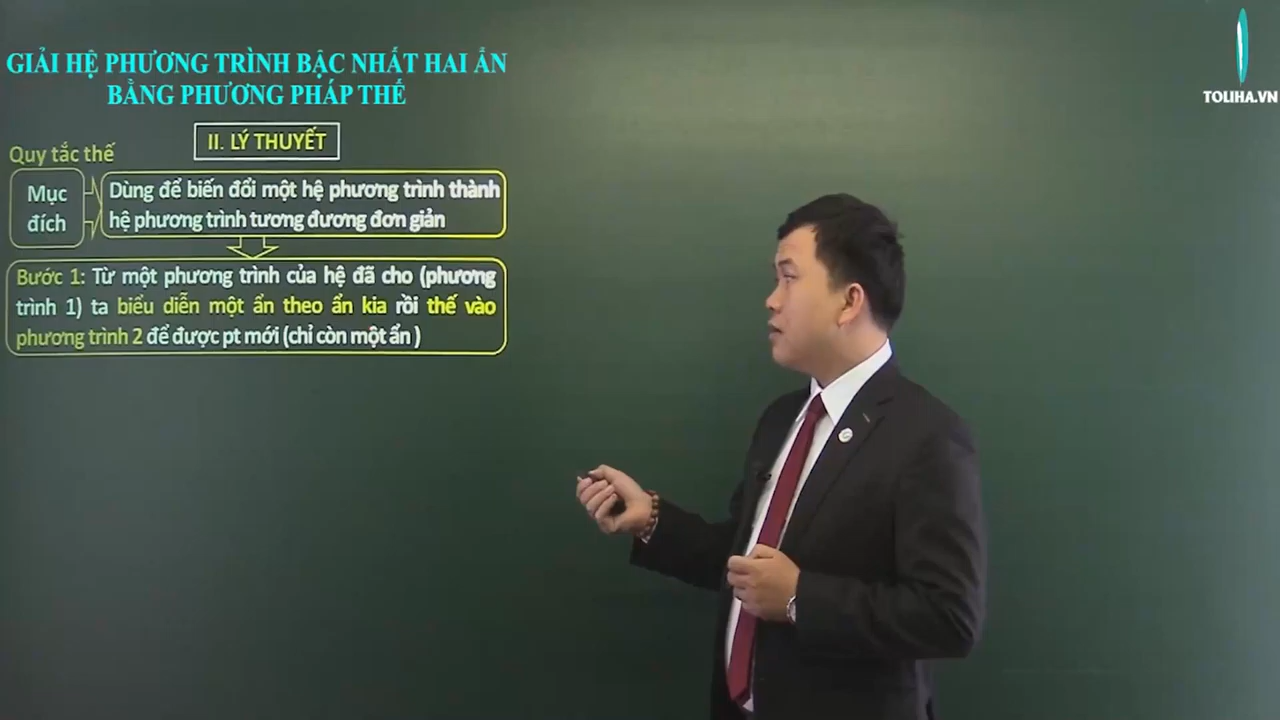 GIẢI HỆ PHƯƠNG TRÌNH BẬC NHẤT HAI ẨN
BẰNG PHƯƠNG PHÁP THẾ
TOLIHA.VN
II. LÝ THUYẾT
Quy tắc thế
Mục
đích
Dùng để biến đổi một hệ phương trình thành
hệ phương trình tương đương đơn giản
Bước 1: Từ một phương trình của hệ đã cho (phương
trình 1) ta biểu diễn một ẩn theo ẩn kia rồi thế vào
phương trình 2 để được pt mới (chỉ còn một ẩn )